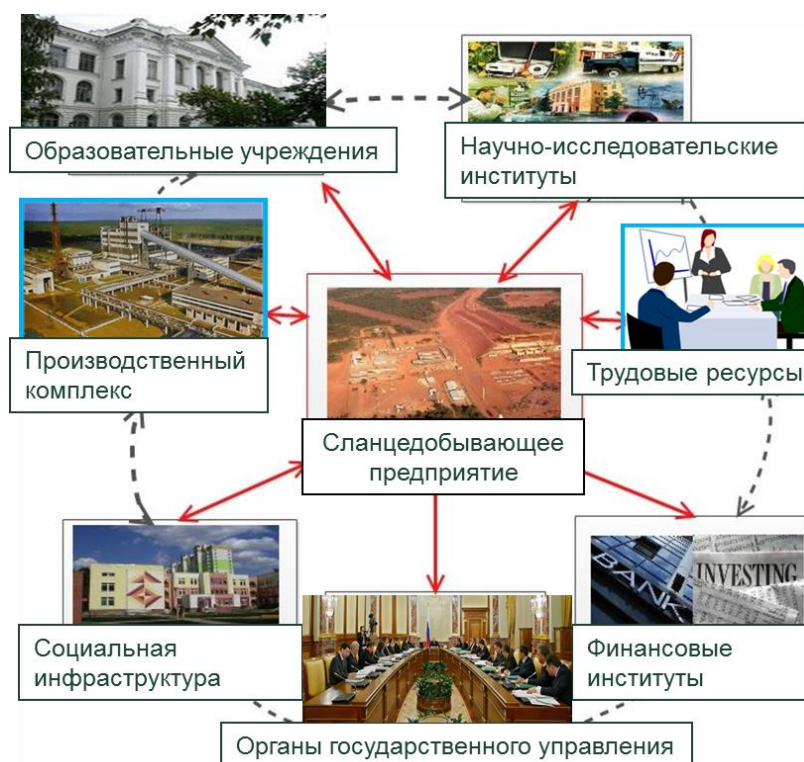 Образовательные учреждения
Научно-исследовательские
институты
Производственный
комплекс
Трудовые ресурсы
Сланцедобывающее
предприятие
BANK
INVESTING
Социальная
инфраструктура
Финансовые
институты
Органы государственного управления